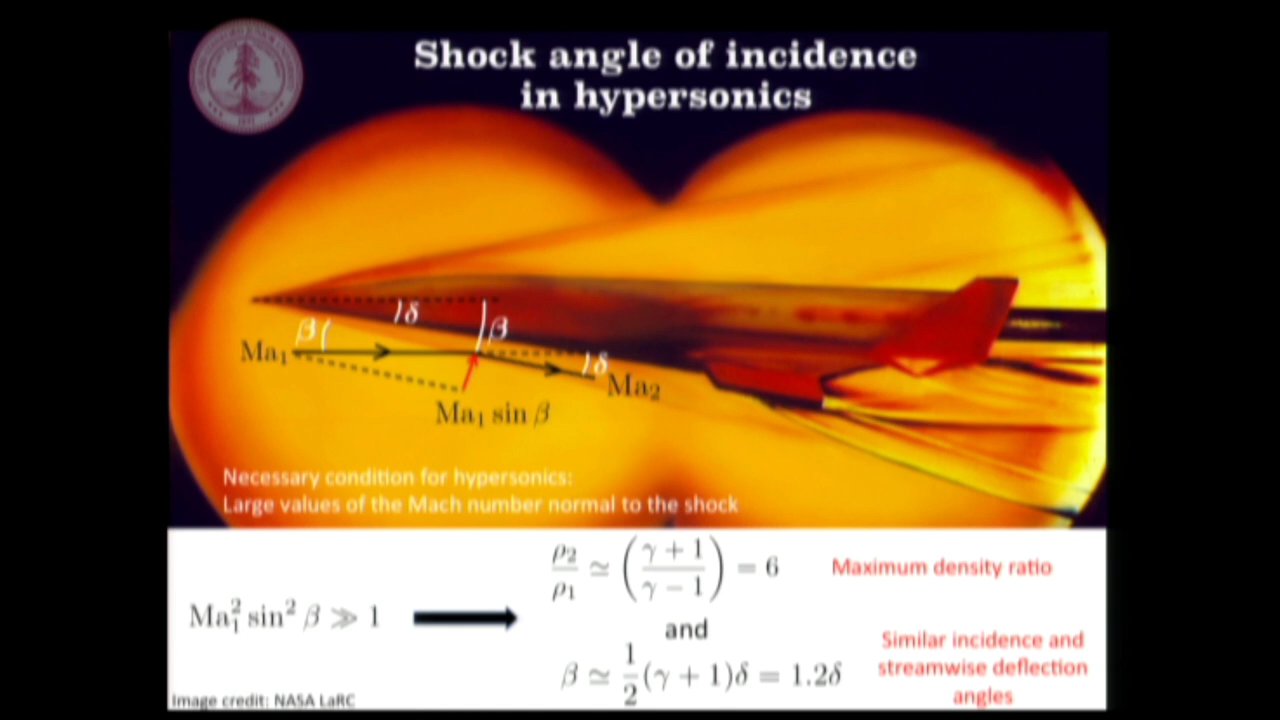 Shock angle of incidence
in hypersonics
β
δ
β
Ma₁
δ
Ma₂
Ma₁ sin β
Necessary condition for hypersonics:
Large values of the Mach number normal to the shock
ρ₂/ρ₁ ≃ ((γ + 1)/(γ − 1)) = 6
Maximum density ratio
Ma₁² sin² β ≫ 1
and
β ≃ 1/2 (γ + 1)δ = 1.2δ
Similar incidence and
streamwise deflection
angles
Image credit: NASA LaRC